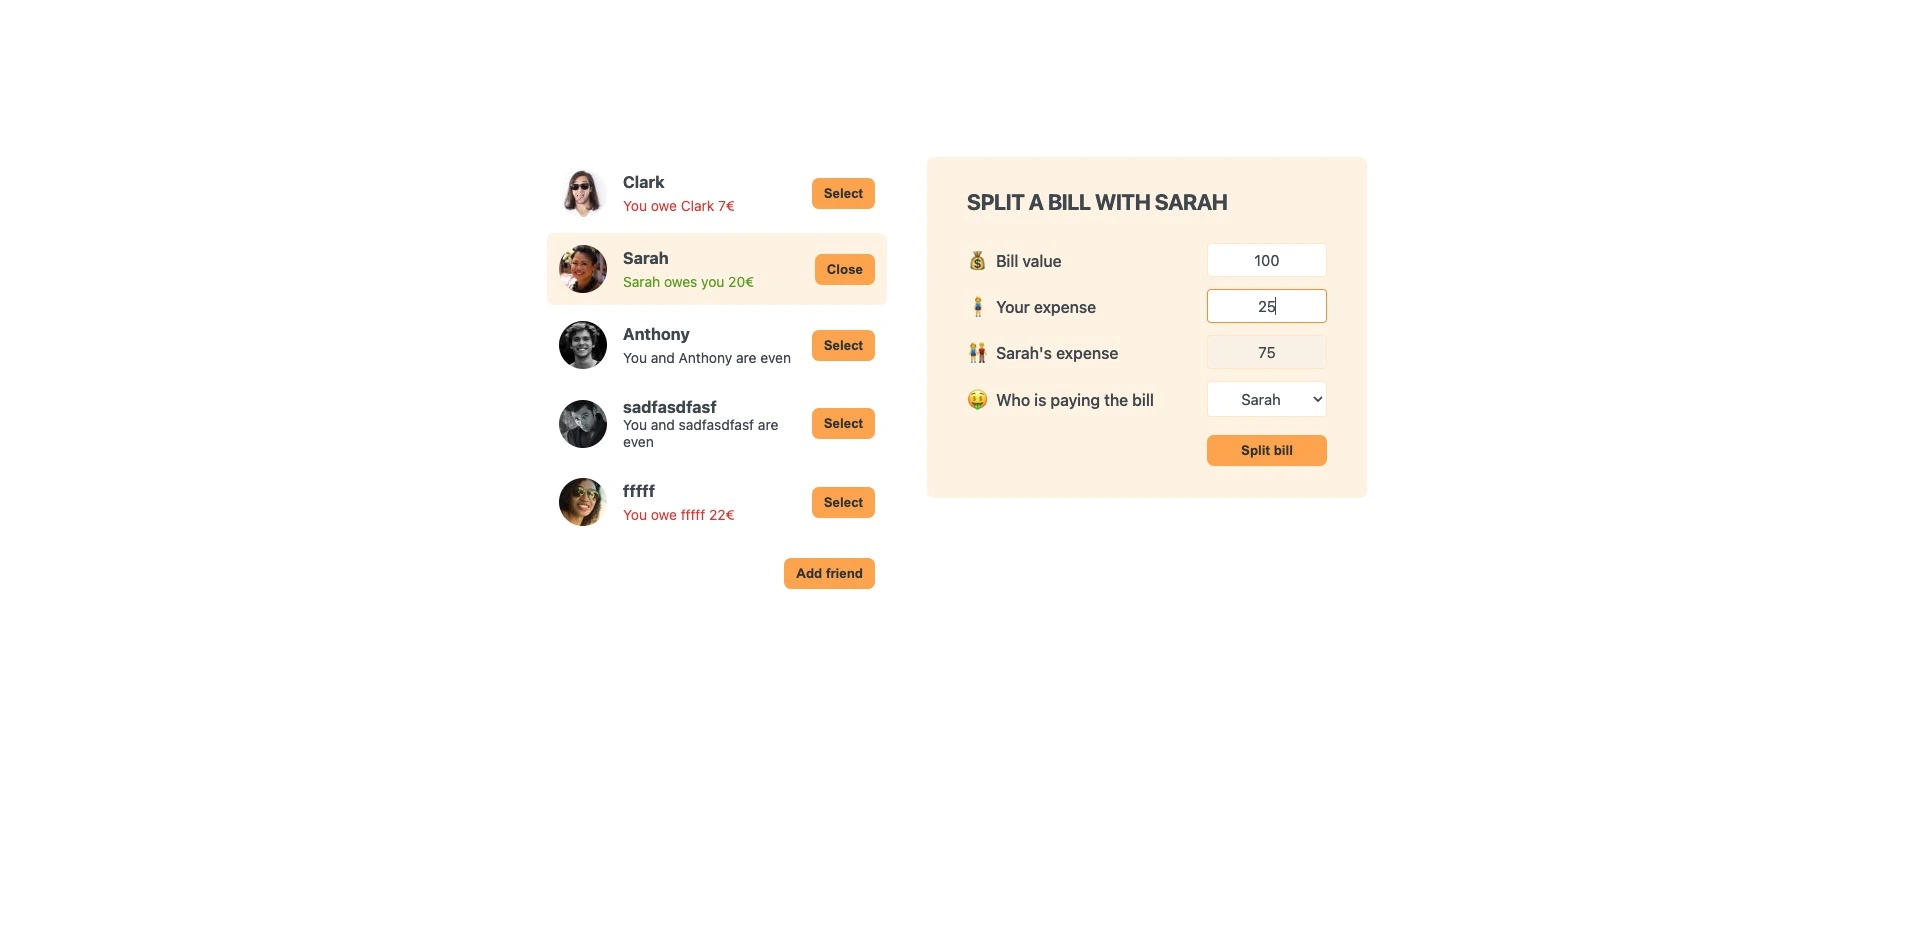 Clark
You owe Clark 7€
Select
Sarah
Sarah owes you 20€
Close
Anthony
You and Anthony are even
Select
sadfasdfasf
You and sadfasdfasf are
even
Select
fffff
You owe fffff 22€
Select
Add friend
SPLIT A BILL WITH SARAH
💰 Bill value
100
🧍‍♀️ Your expense
25
👫 Sarah's expense
75
🤑 Who is paying the bill
Sarah
Split bill